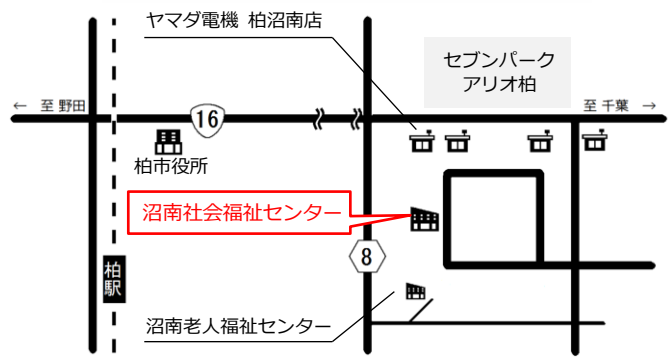 ヤマダ電機 柏沼南店
セブンパーク
アリオ柏
← 至 野田
16
至 千葉 →
柏市役所
沼南社会福祉センター
8
柏駅
沼南老人福祉センター